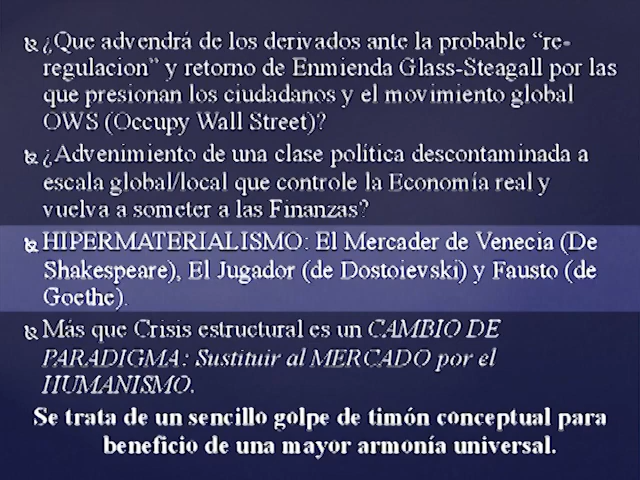 ¿Que advendrá de los derivados ante la probable “re-
regulacion” y retorno de Enmienda Glass-Steagall por las
que presionan los ciudadanos y el movimiento global
OWS (Occupy Wall Street)?
¿Advenimiento de una clase política descontaminada a
escala global/local que controle la Economía real y
vuelva a someter a las Finanzas?
HIPERMATERIALISMO: El Mercader de Venecia (De
Shakespeare), El Jugador (de Dostoievski) y Fausto (de
Goethe).
Más que Crisis estructural es un CAMBIO DE
PARADIGMA: Sustituir al MERCADO por el
HUMANISMO.
Se trata de un sencillo golpe de timón conceptual para
beneficio de una mayor armonía universal.